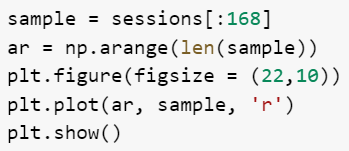 sample = sessions[:168]
ar = np.arange(len(sample))
plt.figure(figsize = (22,10))
plt.plot(ar, sample, 'r')
plt.show()